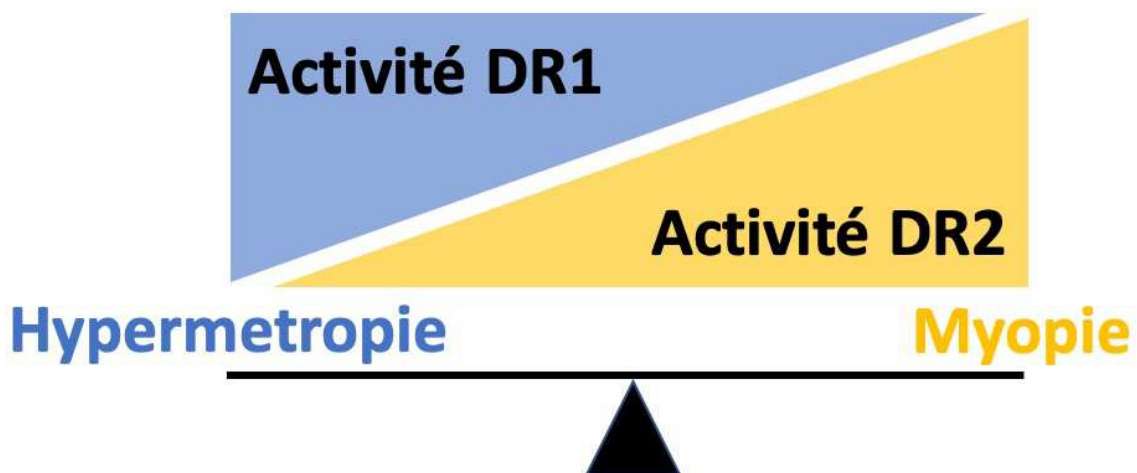 Activité DR1
Activité DR2
Hypermetropie
Myopie